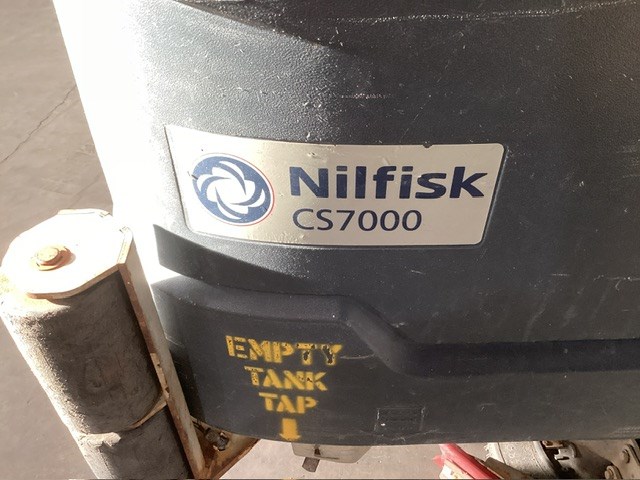 Nilfisk
CS7000
EMPTY
TANK
TAP